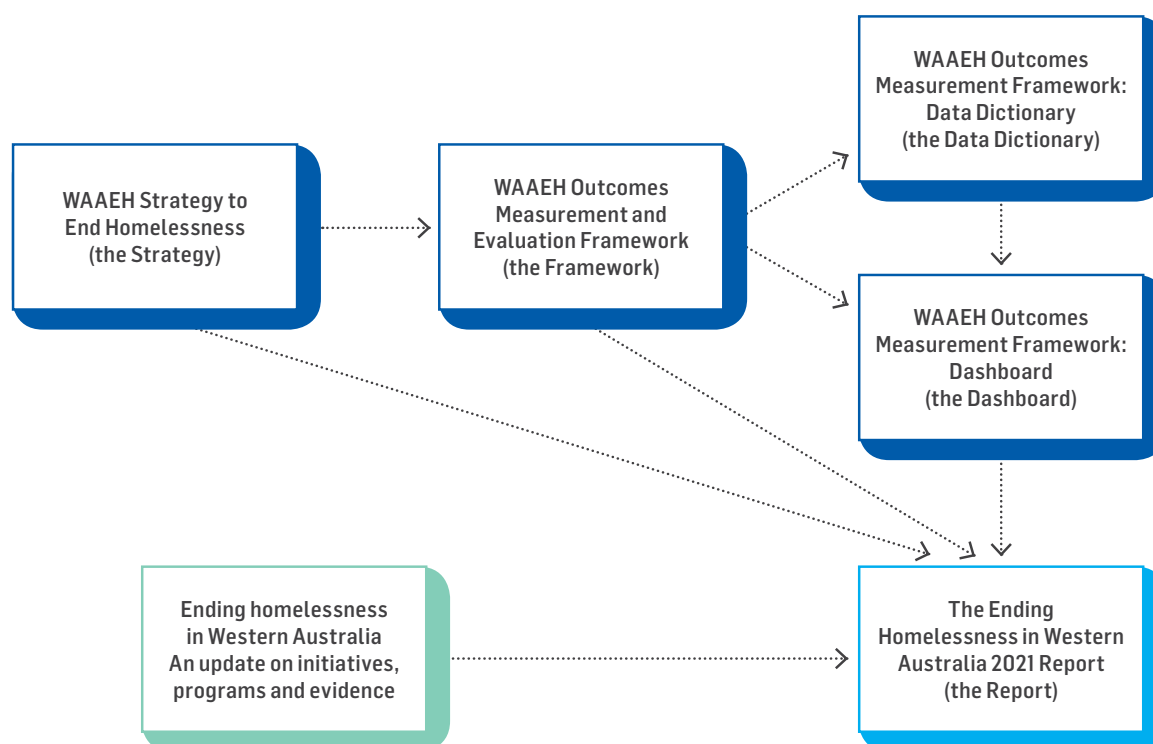 WAAEH Strategy to
End Homelessness
(the Strategy)
WAAEH Outcomes
Measurement and
Evaluation Framework
(the Framework)
WAAEH Outcomes
Measurement Framework:
Data Dictionary
(the Data Dictionary)
WAAEH Outcomes
Measurement Framework:
Dashboard
(the Dashboard)
Ending homelessness
in Western Australia
An update on initiatives,
programs and evidence
The Ending
Homelessness in Western
Australia 2021 Report
(the Report)